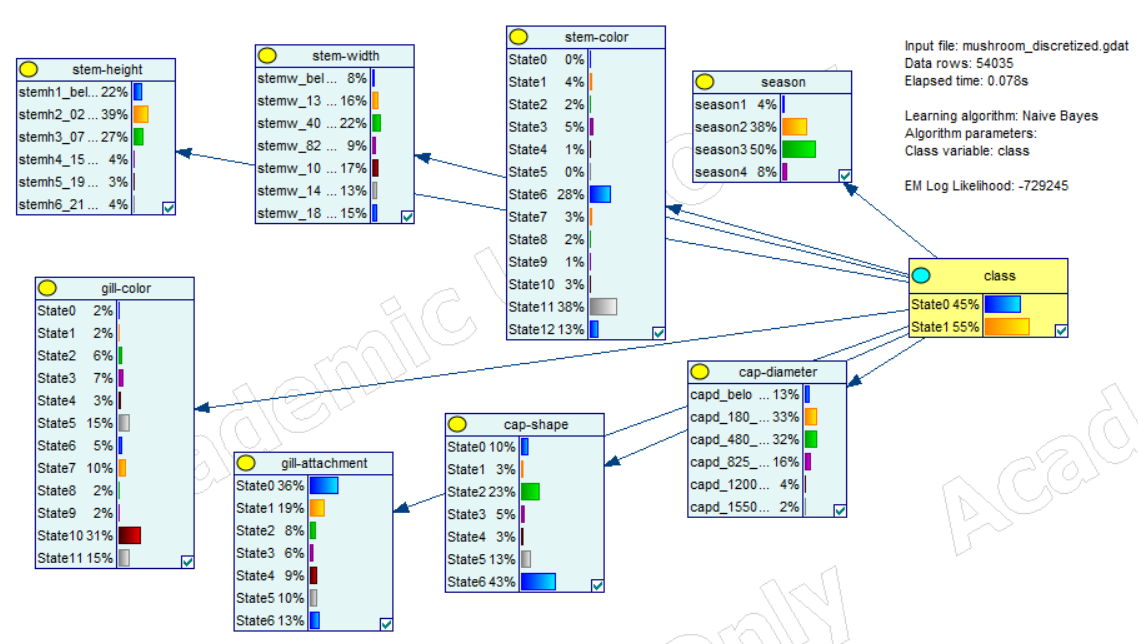 stem-height
stemh1_bel... 22%
stemh2_02 ... 39%
stemh3_07 ... 27%
stemh4_15 ... 4%
stemh5_19 ... 3%
stemh6_21 ... 4%
stem-width
stemw_bel... 8%
stemw_13 ... 16%
stemw_40 ... 22%
stemw_82 ... 9%
stemw_10 ... 17%
stemw_14 ... 13%
stemw_18 ... 15%
stem-color
State0 0%
State1 4%
State2 2%
State3 5%
State4 1%
State5 0%
State6 28%
State7 3%
State8 2%
State9 1%
State10 3%
State11 38%
State12 13%
season
season1 4%
season2 38%
season3 50%
season4 8%
Input file: mushroom_discretized.gdat
Data rows: 54035
Elapsed time: 0.078s
Learning algorithm: Naive Bayes
Algorithm parameters:
Class variable: class
EM Log Likelihood: -729245
class
State0 45%
State1 55%
gill-color
State0 2%
State1 2%
State2 6%
State3 7%
State4 3%
State5 15%
State6 5%
State7 10%
State8 2%
State9 2%
State10 31%
State11 15%
gill-attachment
State0 36%
State1 19%
State2 8%
State3 6%
State4 9%
State5 10%
State6 13%
cap-shape
State0 10%
State1 3%
State2 23%
State3 5%
State4 3%
State5 13%
State6 43%
cap-diameter
capd_belo ... 13%
capd_180_... 33%
capd_480_... 32%
capd_825_... 16%
capd_1200... 4%
capd_1550... 2%